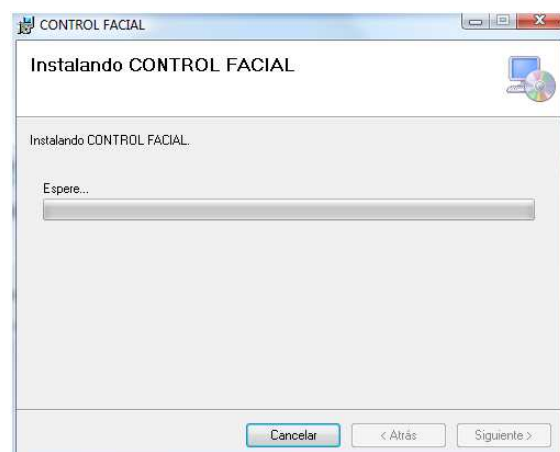 CONTROL FACIAL
Instalando CONTROL FACIAL
Instalando CONTROL FACIAL.
Espere...
Cancelar
< Atrás
Siguiente >